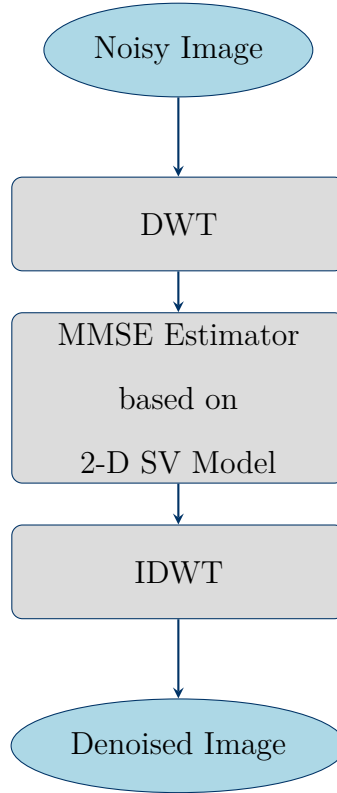 Noisy Image
DWT
MMSE Estimator
based on
2-D SV Model
IDWT
Denoised Image